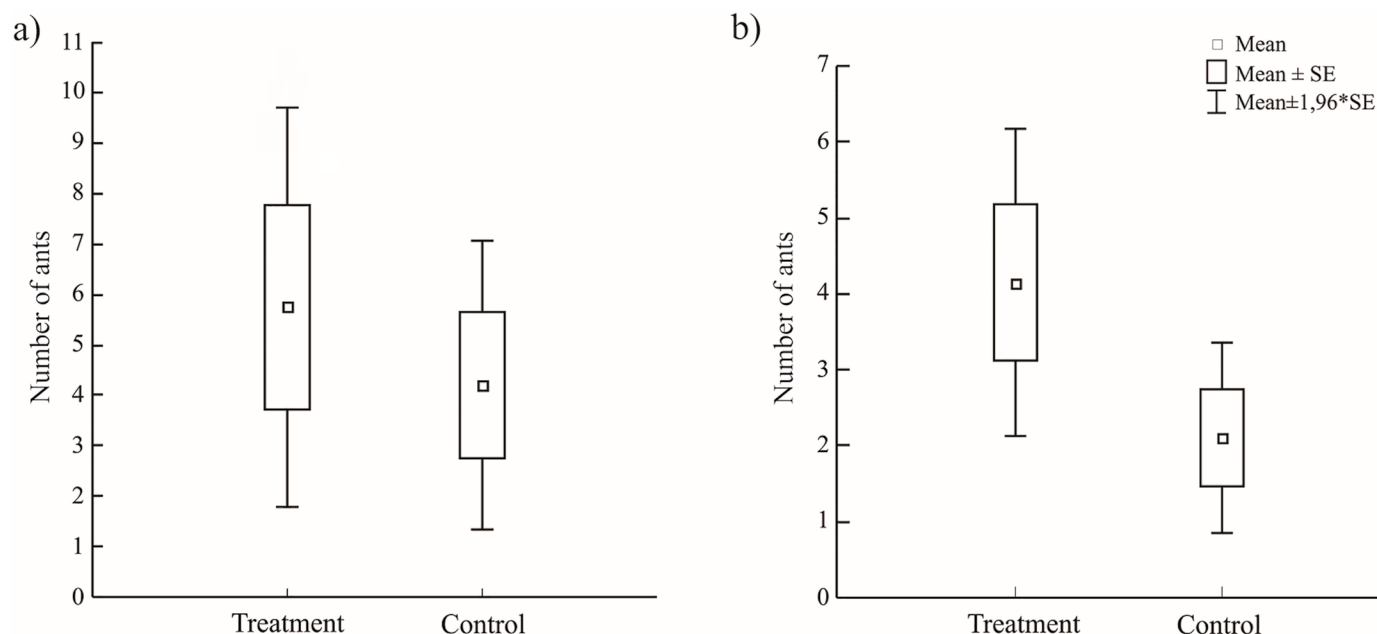 a)
11
10
9
8
7
6
5
4
3
2
1
0
Number of ants
Treatment
Control
b)
Mean
Mean ± SE
Mean±1,96*SE
7
6
5
4
3
2
1
0
Number of ants
Treatment
Control